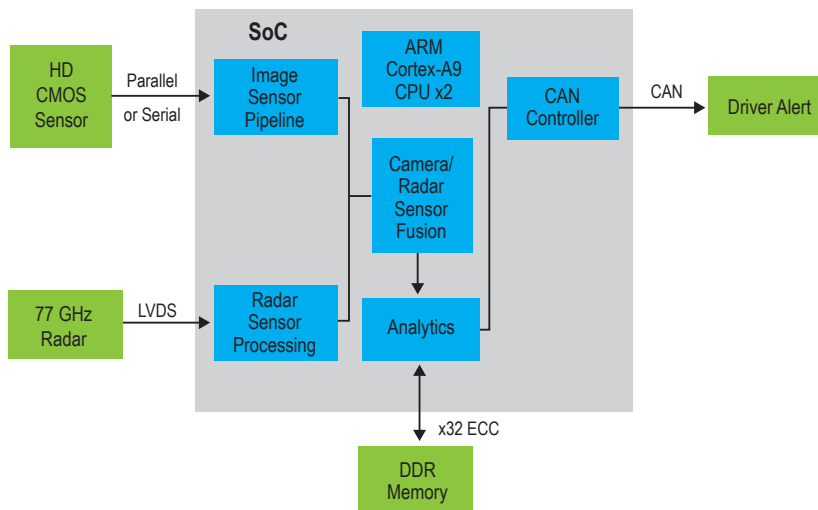 SoC
HD
CMOS
Sensor
Parallel
or Serial
Image
Sensor
Pipeline
ARM
Cortex-A9
CPU x2
CAN
Controller
CAN
Driver Alert
Camera/
Radar
Sensor
Fusion
77 GHz
Radar
LVDS
Radar
Sensor
Processing
Analytics
x32 ECC
DDR
Memory